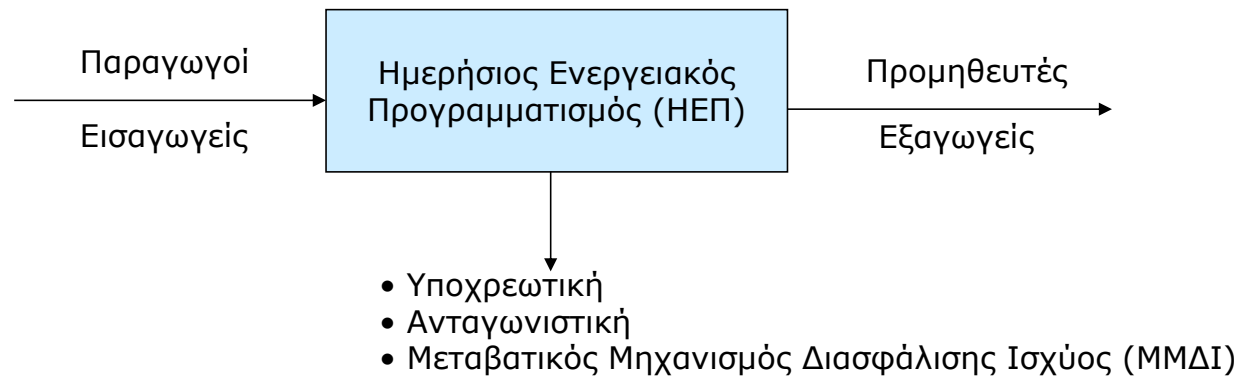 Παραγωγοί
Εισαγωγείς
Ημερήσιος Ενεργειακός
Προγραμματισμός (ΗΕΠ)
Προμηθευτές
Εξαγωγείς
• Υποχρεωτική
• Ανταγωνιστική
• Μεταβατικός Μηχανισμός Διασφάλισης Ισχύος (ΜΜΔΙ)